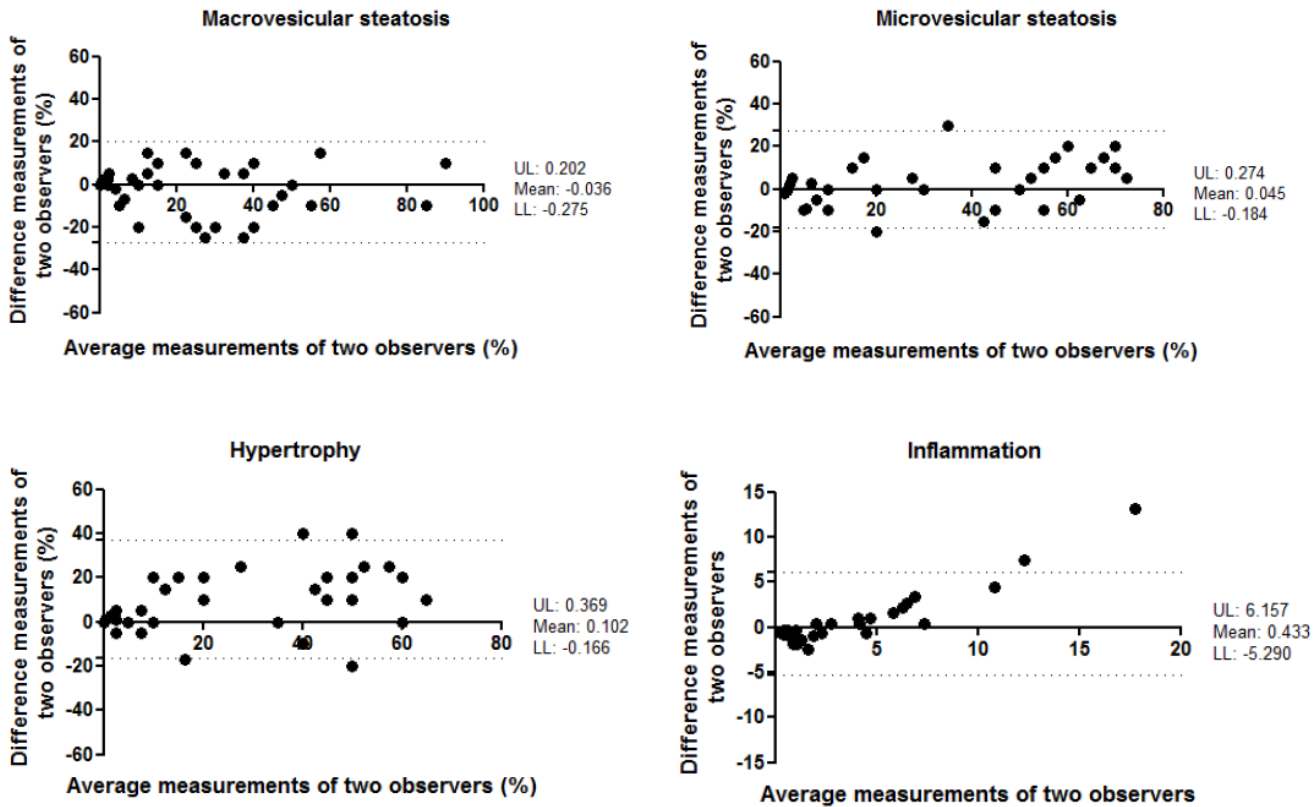 Macrovesicular steatosis
Difference measurements of
two observers (%)
60
40
20
0
-20
-40
-60
20
40
60
80
100
UL: 0.202
Mean: -0.036
LL: -0.275
Average measurements of two observers (%)
Microvesicular steatosis
Difference measurements of
two observers (%)
60
40
20
0
-20
-40
-60
20
40
60
80
UL: 0.274
Mean: 0.045
LL: -0.184
Average measurements of two observers (%)
Hypertrophy
Difference measurements of
two observers (%)
60
40
20
0
-20
-40
-60
20
40
60
80
UL: 0.369
Mean: 0.102
LL: -0.166
Average measurements of two observers (%)
Inflammation
Difference measurements of
two observers
15
10
5
0
-5
-10
-15
5
10
15
20
UL: 6.157
Mean: 0.433
LL: -5.290
Average measurements of two observers